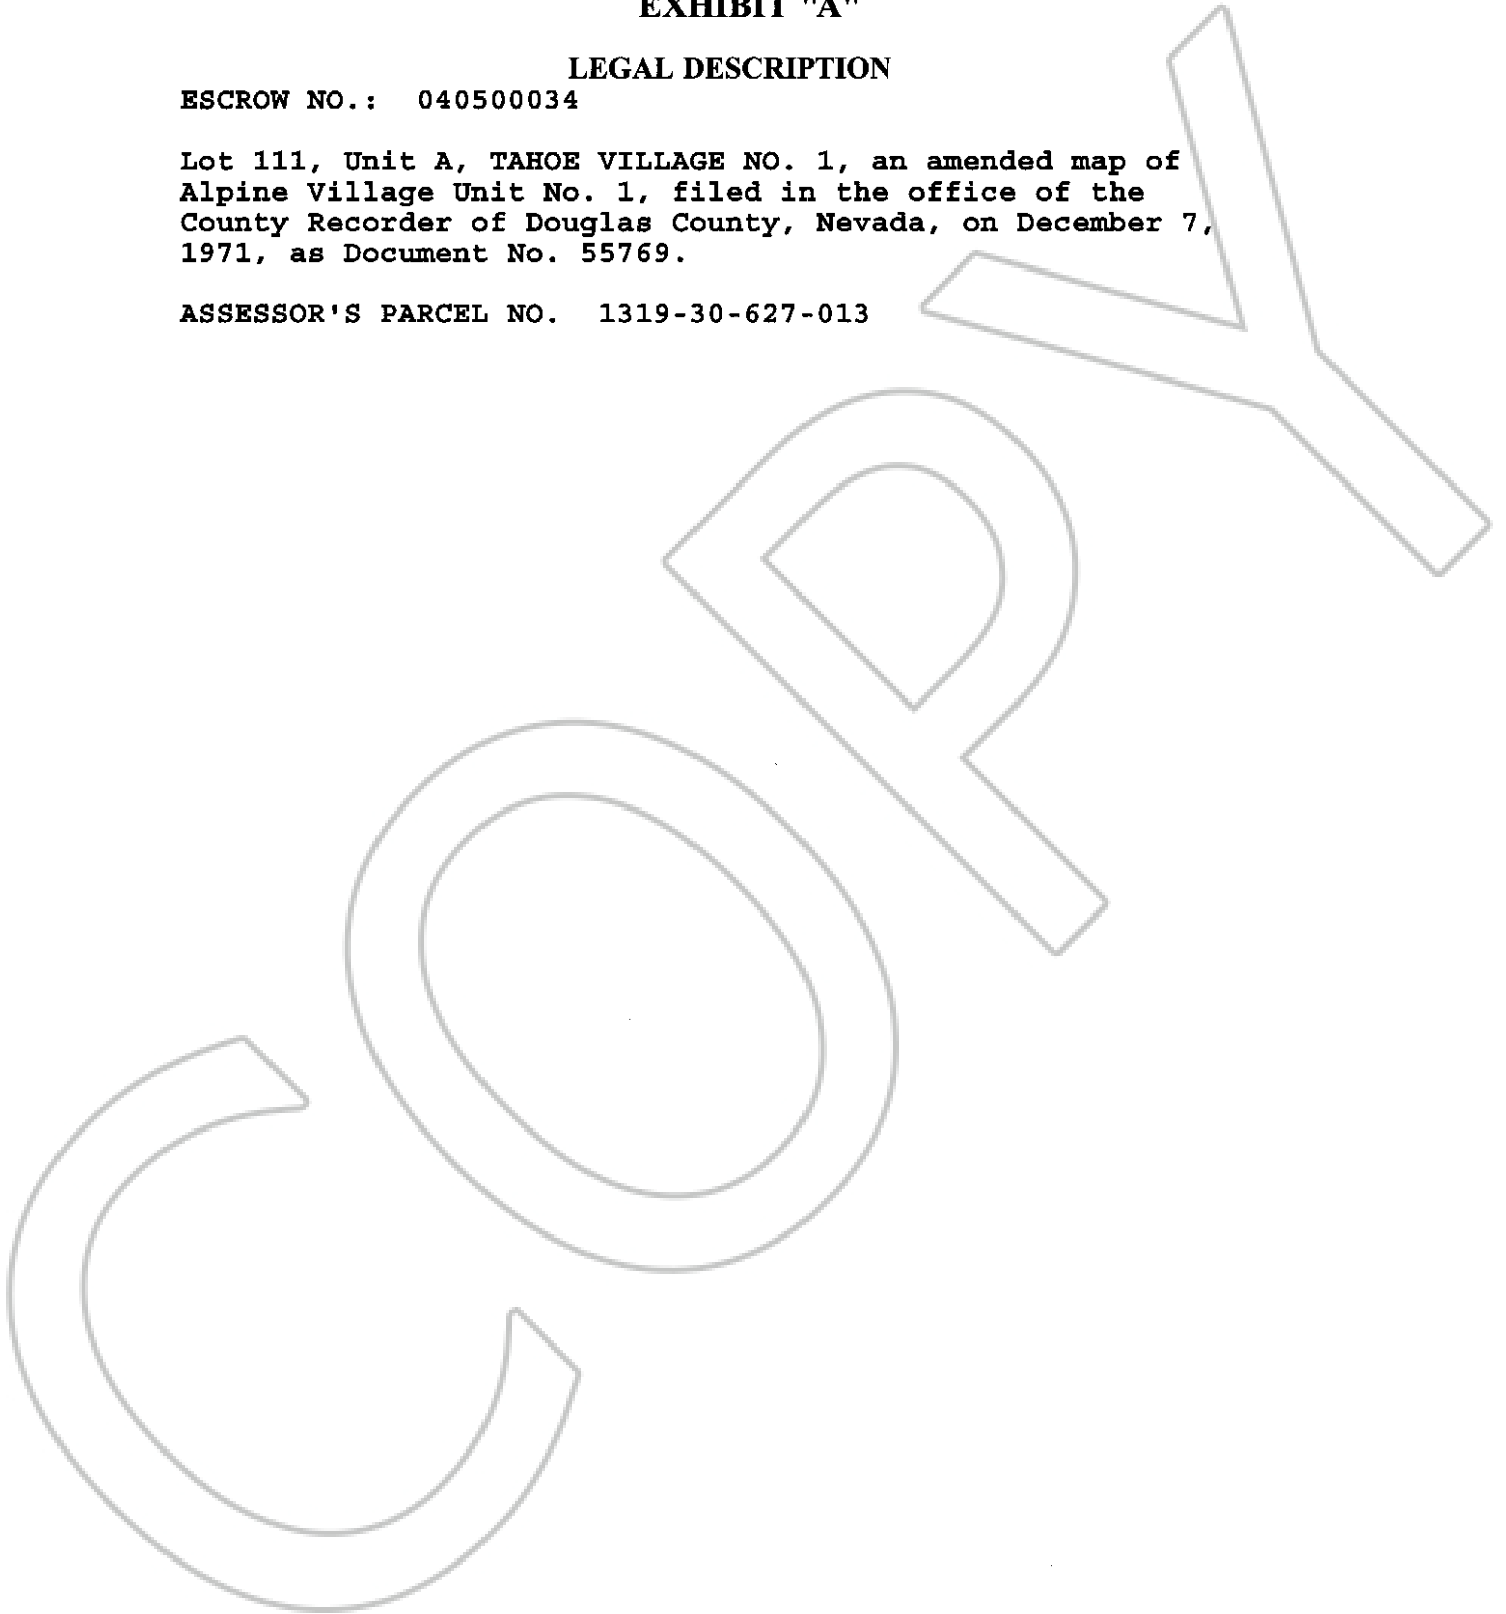 EXHIBIT "A"
LEGAL DESCRIPTION
ESCROW NO.: 040500034
Lot 111, Unit A, TAHOE VILLAGE NO. 1, an amended map of
Alpine Village Unit No. 1, filed in the office of the
County Recorder of Douglas County, Nevada, on December 7,
1971, as Document No. 55769.
ASSESSOR'S PARCEL NO. 1319-30-627-013
COPY